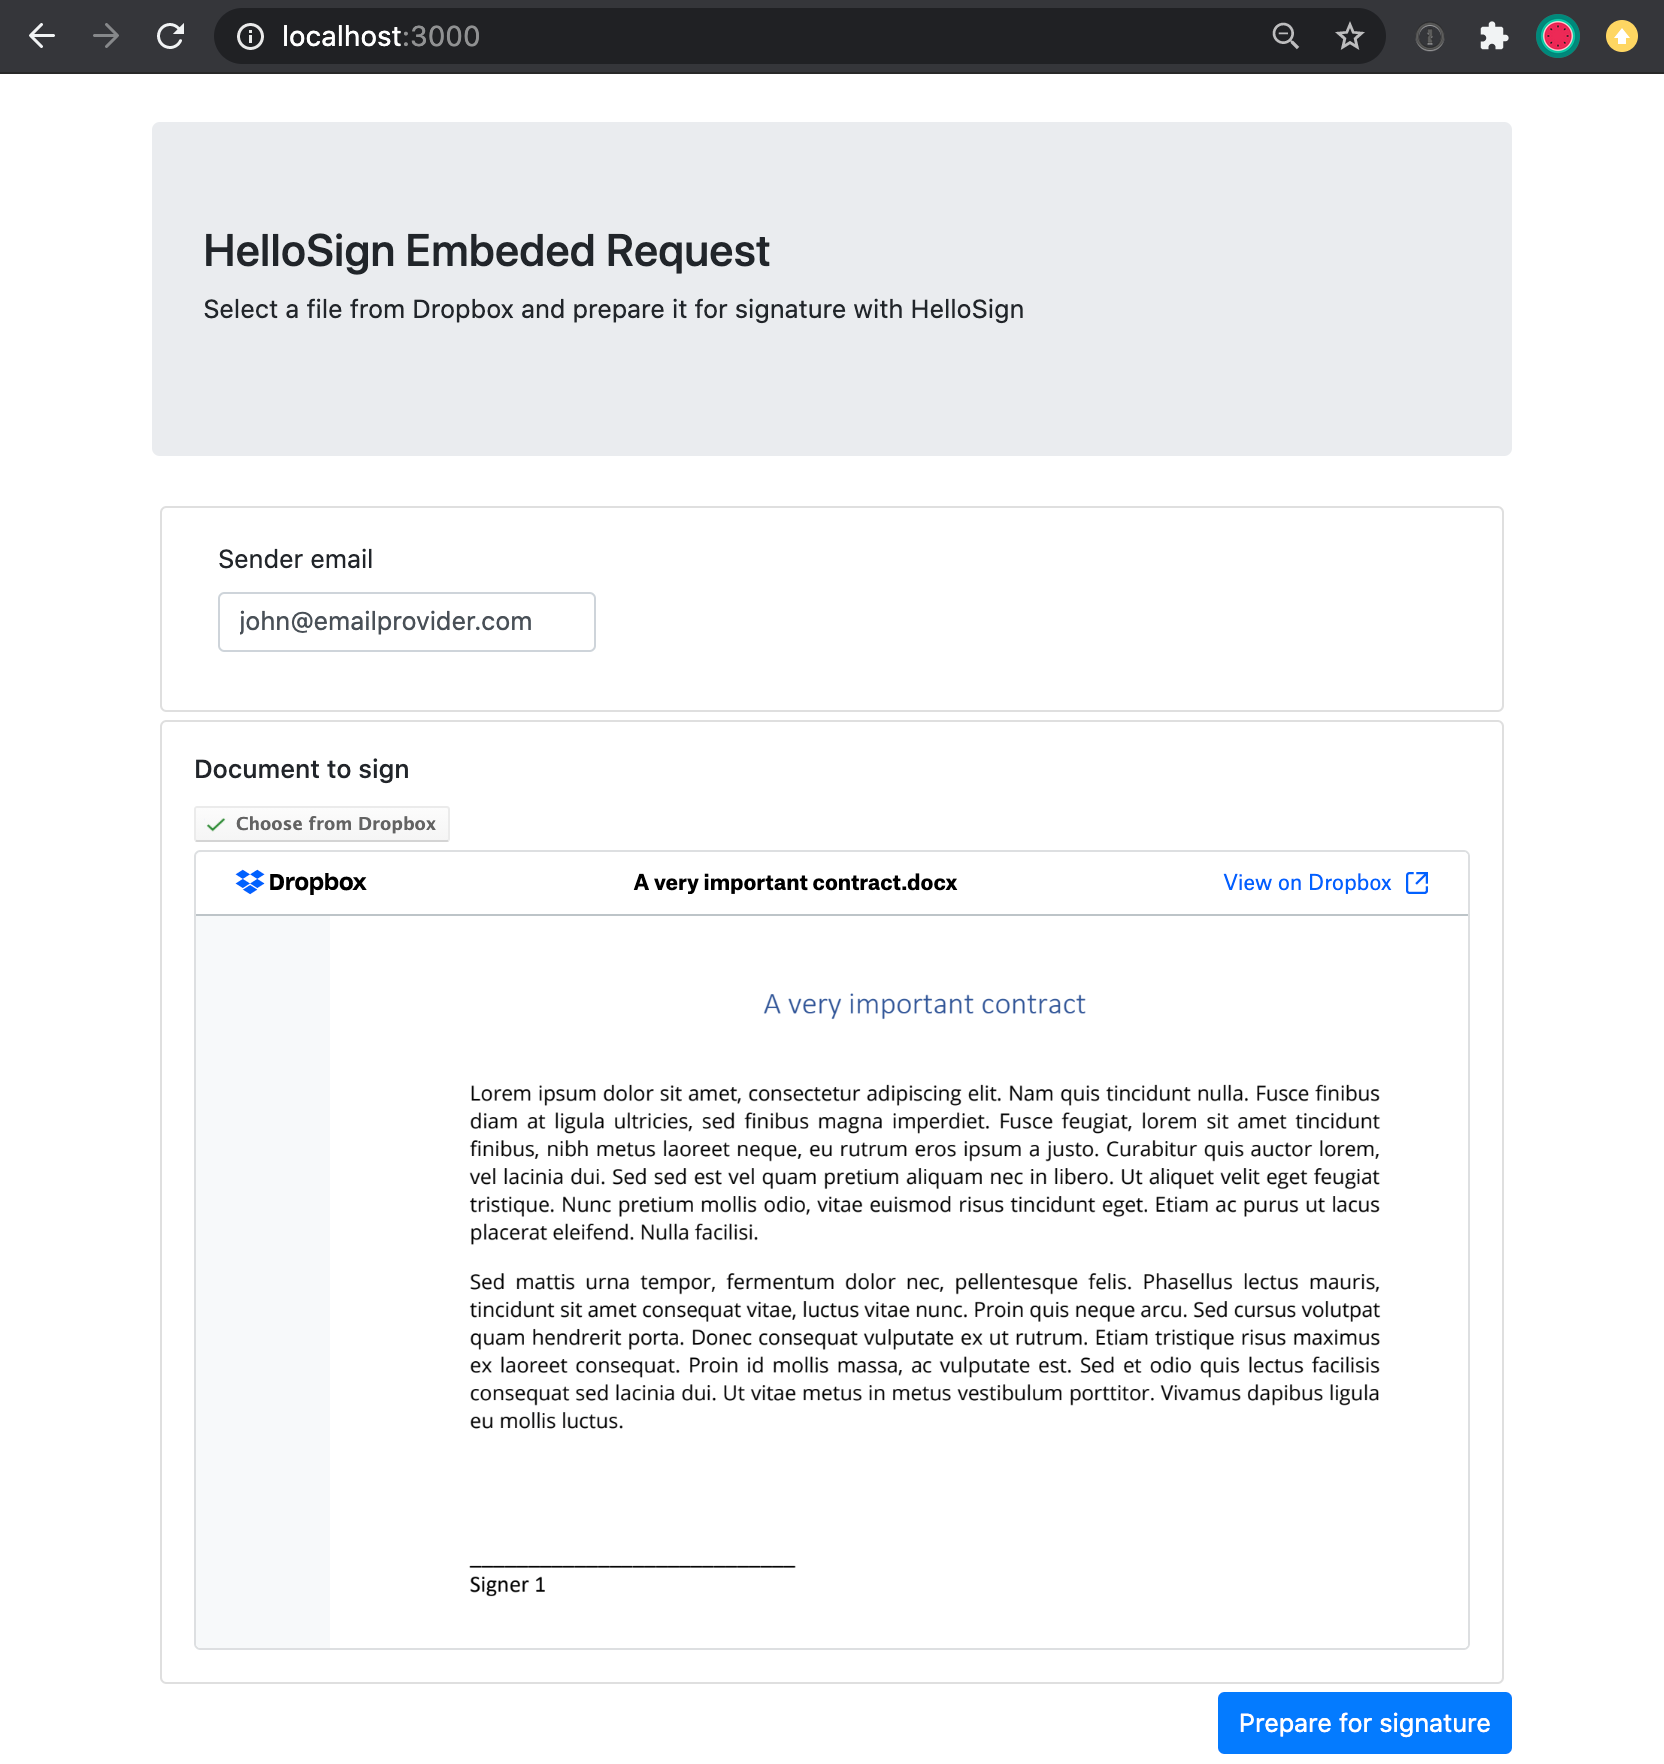 localhost:3000
HelloSign Embeded Request
Select a file from Dropbox and prepare it for signature with HelloSign
Sender email
john@emailprovider.com
Document to sign
Choose from Dropbox
Dropbox
A very important contract.docx
View on Dropbox
A very important contract
Lorem ipsum dolor sit amet, consectetur adipiscing elit. Nam quis tincidunt nulla. Fusce finibus
diam at ligula ultricies, sed finibus magna imperdiet. Fusce feugiat, lorem sit amet tincidunt
finibus, nibh metus laoreet neque, eu rutrum eros ipsum a justo. Curabitur quis auctor lorem,
vel lacinia dui. Sed sed est vel quam pretium aliquam nec in libero. Ut aliquet velit eget feugiat
tristique. Nunc pretium mollis odio, vitae euismod risus tincidunt eget. Etiam ac purus ut lacus
placerat eleifend. Nulla facilisi.
Sed mattis urna tempor, fermentum dolor nec, pellentesque felis. Phasellus lectus mauris,
tincidunt sit amet consequat vitae, luctus vitae nunc. Proin quis neque arcu. Sed cursus volutpat
quam hendrerit porta. Donec consequat vulputate ex ut rutrum. Etiam tristique risus maximus
ex laoreet consequat. Proin id mollis massa, ac vulputate est. Sed et odio quis lectus facilisis
consequat sed lacinia dui. Ut vitae metus in metus vestibulum porttitor. Vivamus dapibus ligula
eu mollis luctus.
Signer 1
Prepare for signature